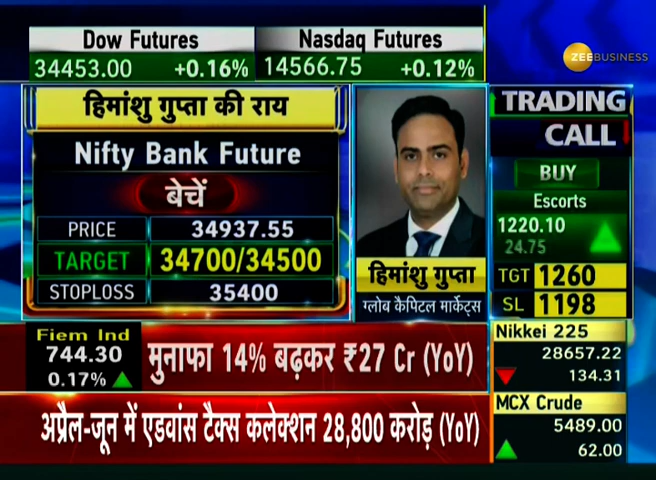 Dow Futures
34453.00 +0.16%
Nasdaq Futures
14566.75 +0.12%
ZEE BUSINESS
हिमांशु गुप्ता की राय
Nifty Bank Future
बेचें
PRICE 34937.55
TARGET 34700/34500
STOPLOSS 35400
हिमांशु गुप्ता
ग्लोब कैपिटल मार्केट्स
TRADING
CALL
BUY
Escorts
1220.10
24.75
TGT 1260
SL 1198
Fiem Ind
744.30
0.17%
मुनाफा 14% बढ़कर ₹27 Cr (YoY)
Nikkei 225
28657.22
134.31
अप्रैल-जून में एडवांस टैक्स कलेक्शन 28,800 करोड़ (YoY)
MCX Crude
5489.00
62.00